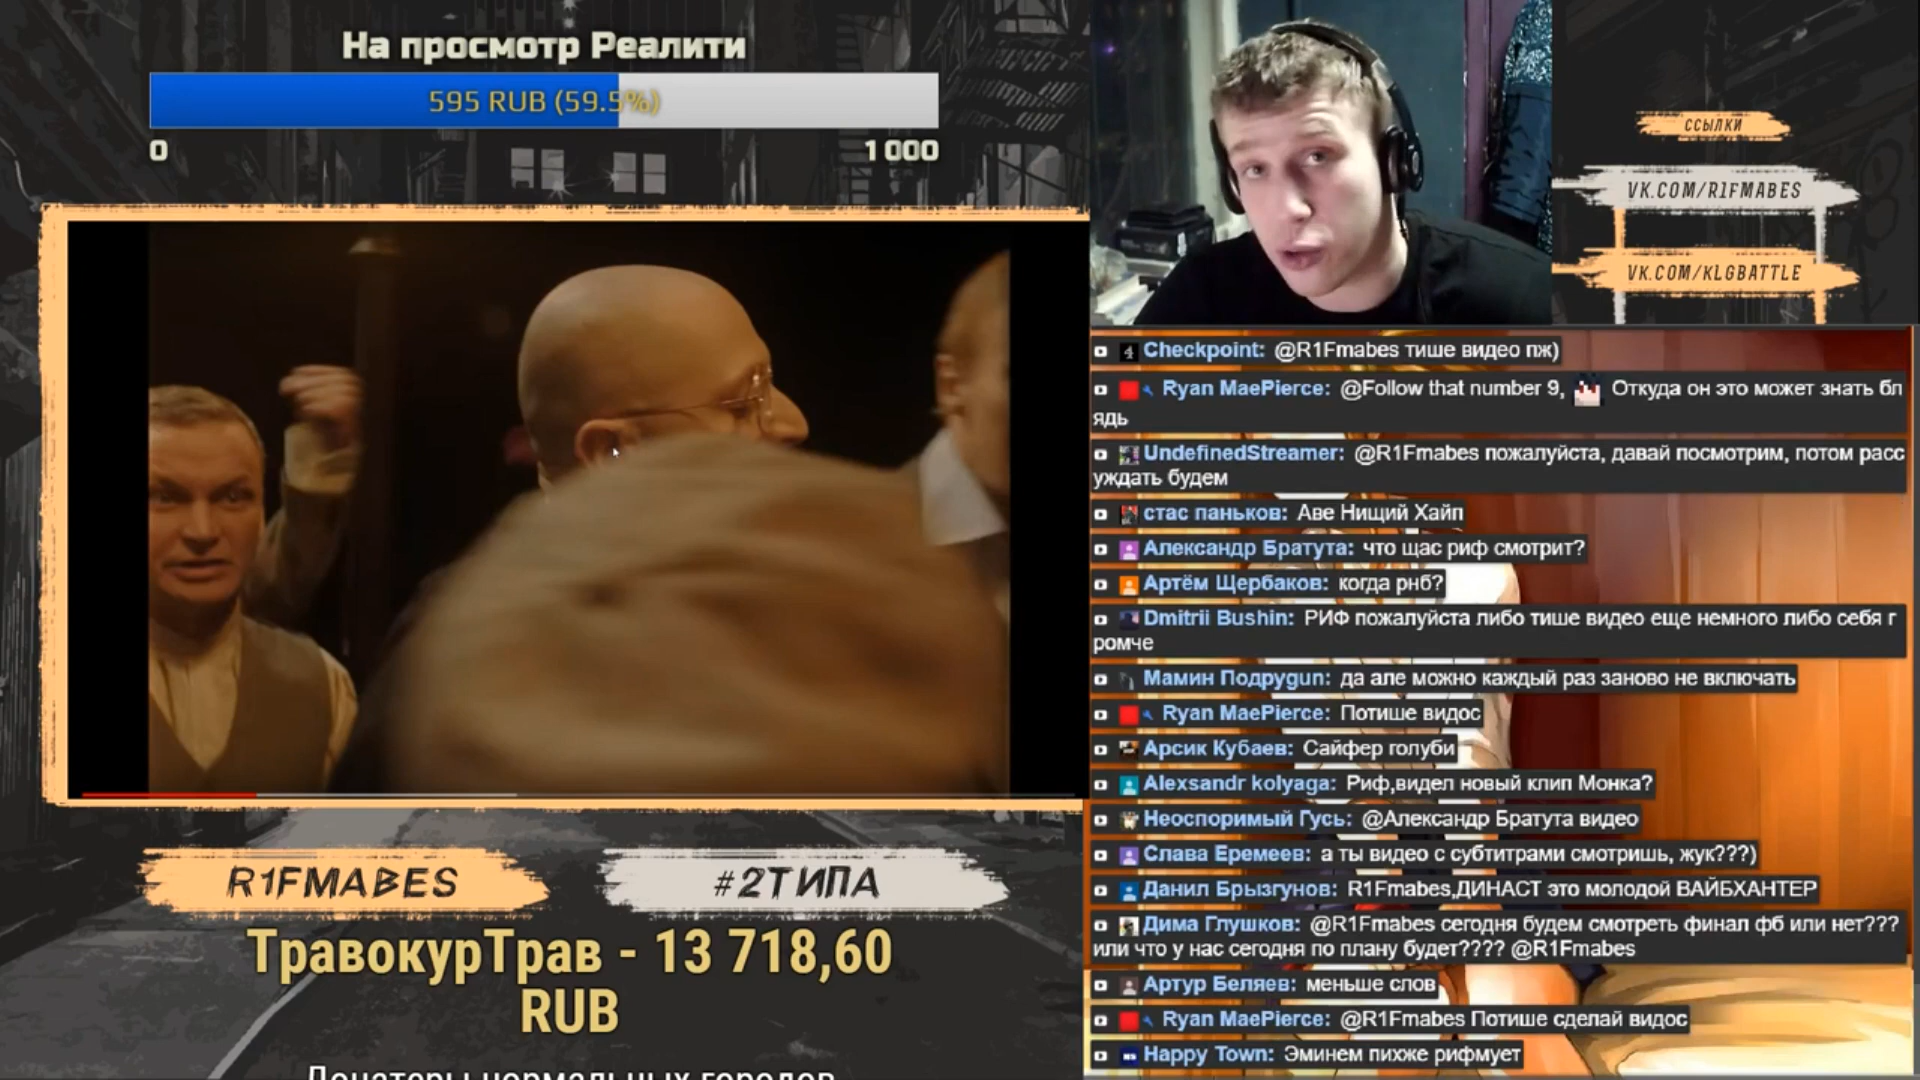 На просмотр Реалити
595 RUB (59.5%)
0
1 000
ССЫЛКИ
VK.COM/R1FMABES
VK.COM/KLGBATTLE
Checkpoint: @R1Fmabes тише видео пж)
Ryan MaePierce: @Follow that number 9, Откуда он это может знать бл
ядь
UndefinedStreamer: @R1Fmabes пожалуйста, давай посмотрим, потом расс
уждать будем
стас паньков: Аве Нищий Хайп
Александр Братута: что щас риф смотрит?
Артём Щербаков: когда рнб?
Dmitrii Bushin: РИФ пожалуйста либо тише видео еще немного либо себя г
ромче
Мамин Подруgun: да але можно каждый раз заново не включать
Ryan MaePierce: Потише видос
Арсик Кубаев: Сайфер голуби
Alexsandr kolyaga: Риф,видел новый клип Монка?
Неоспоримый Гусь: @Александр Братута видео
Слава Еремеев: а ты видео с субтитрами смотришь, жук???)
Данил Брызгунов: R1Fmabes,ДИНАСТ это молодой ВАЙБХАНТЕР
Дима Глушков: @R1Fmabes сегодня будем смотреть финал фб или нет???
или что у нас сегодня по плану будет???? @R1Fmabes
Артур Беляев: меньше слов
Ryan MaePierce: @R1Fmabes Потише сделай видос
Happy Town: Эминем пихже рифмует
R1FMABES
#2ТИПА
ТравокурТрав - 13 718,60
RUB
Донатеры нормальных городов